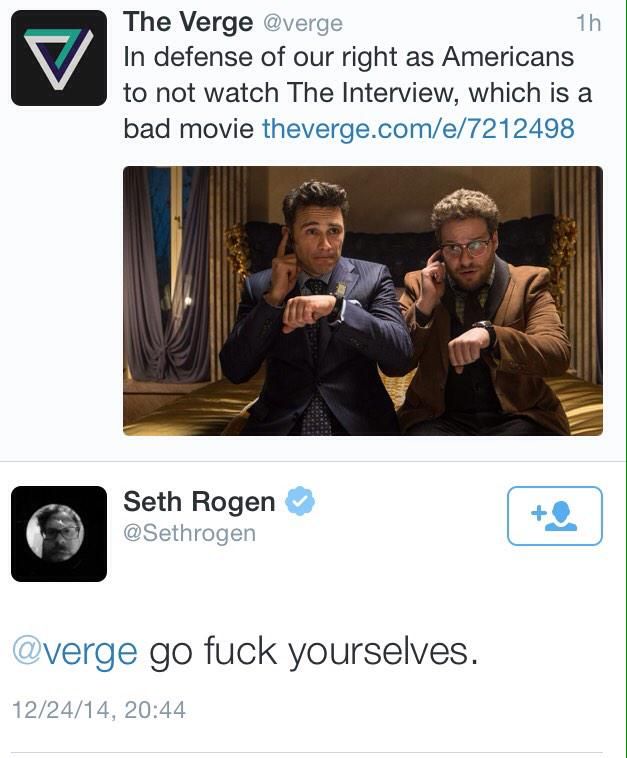 The Verge @verge 1h
In defense of our right as Americans
to not watch The Interview, which is a
bad movie theverge.com/e/7212498
Seth Rogen
@Sethrogen
@verge go fuck yourselves.
12/24/14, 20:44